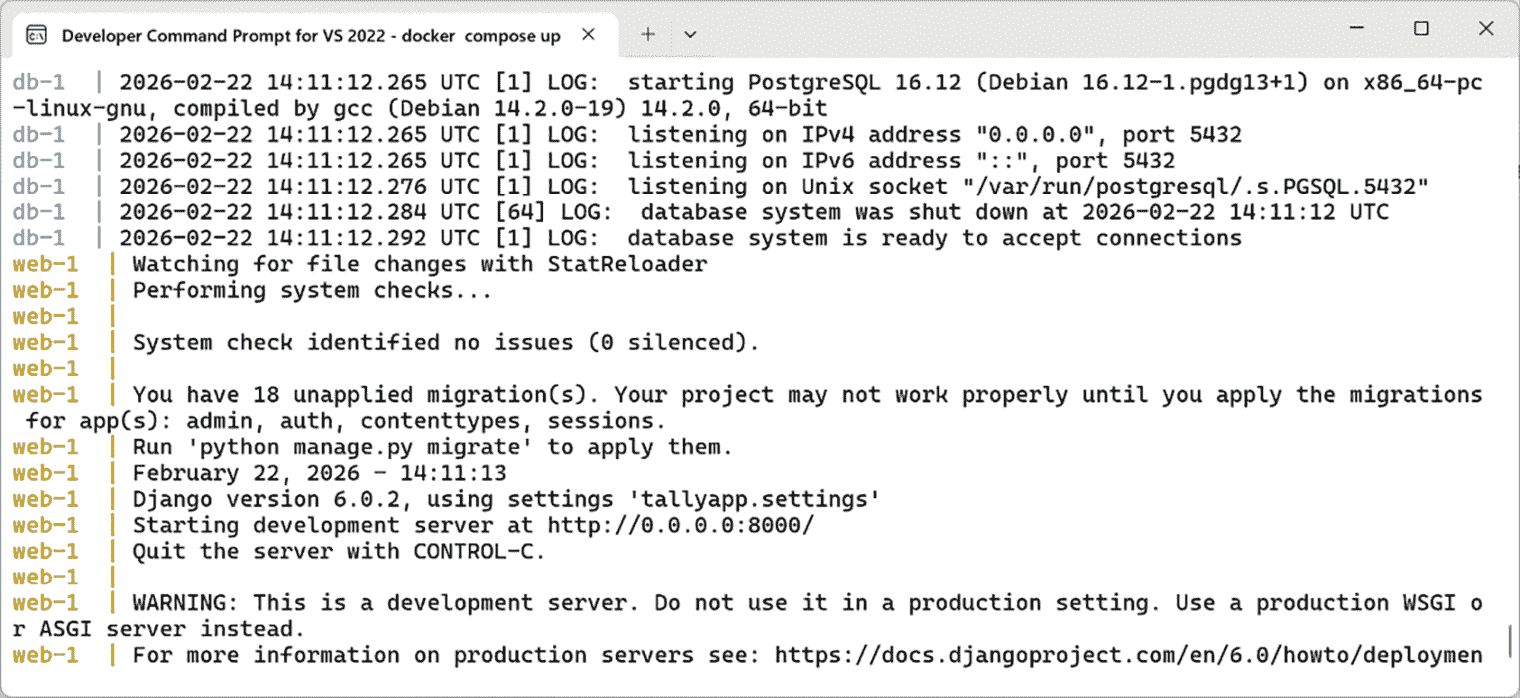 Developer Command Prompt for VS 2022 - docker  compose up
db-1   | 2026-02-22 14:11:12.265 UTC [1] LOG:  starting PostgreSQL 16.12 (Debian 16.12-1.pgdg13+1) on x86_64-pc
-linux-gnu, compiled by gcc (Debian 14.2.0-19) 14.2.0, 64-bit
db-1   | 2026-02-22 14:11:12.265 UTC [1] LOG:  listening on IPv4 address "0.0.0.0", port 5432
db-1   | 2026-02-22 14:11:12.265 UTC [1] LOG:  listening on IPv6 address "::", port 5432
db-1   | 2026-02-22 14:11:12.276 UTC [1] LOG:  listening on Unix socket "/var/run/postgresql/.s.PGSQL.5432"
db-1   | 2026-02-22 14:11:12.284 UTC [64] LOG:  database system was shut down at 2026-02-22 14:11:12 UTC
db-1   | 2026-02-22 14:11:12.292 UTC [1] LOG:  database system is ready to accept connections
web-1  | Watching for file changes with StatReloader
web-1  | Performing system checks...
web-1  |
web-1  | System check identified no issues (0 silenced).
web-1  |
web-1  | You have 18 unapplied migration(s). Your project may not work properly until you apply the migrations
 for app(s): admin, auth, contenttypes, sessions.
web-1  | Run 'python manage.py migrate' to apply them.
web-1  | February 22, 2026 - 14:11:13
web-1  | Django version 6.0.2, using settings 'tallyapp.settings'
web-1  | Starting development server at http://0.0.0.0:8000/
web-1  | Quit the server with CONTROL-C.
web-1  |
web-1  | WARNING: This is a development server. Do not use it in a production setting. Use a production WSGI o
r ASGI server instead.
web-1  | For more information on production servers see: https://docs.djangoproject.com/en/6.0/howto/deploymen